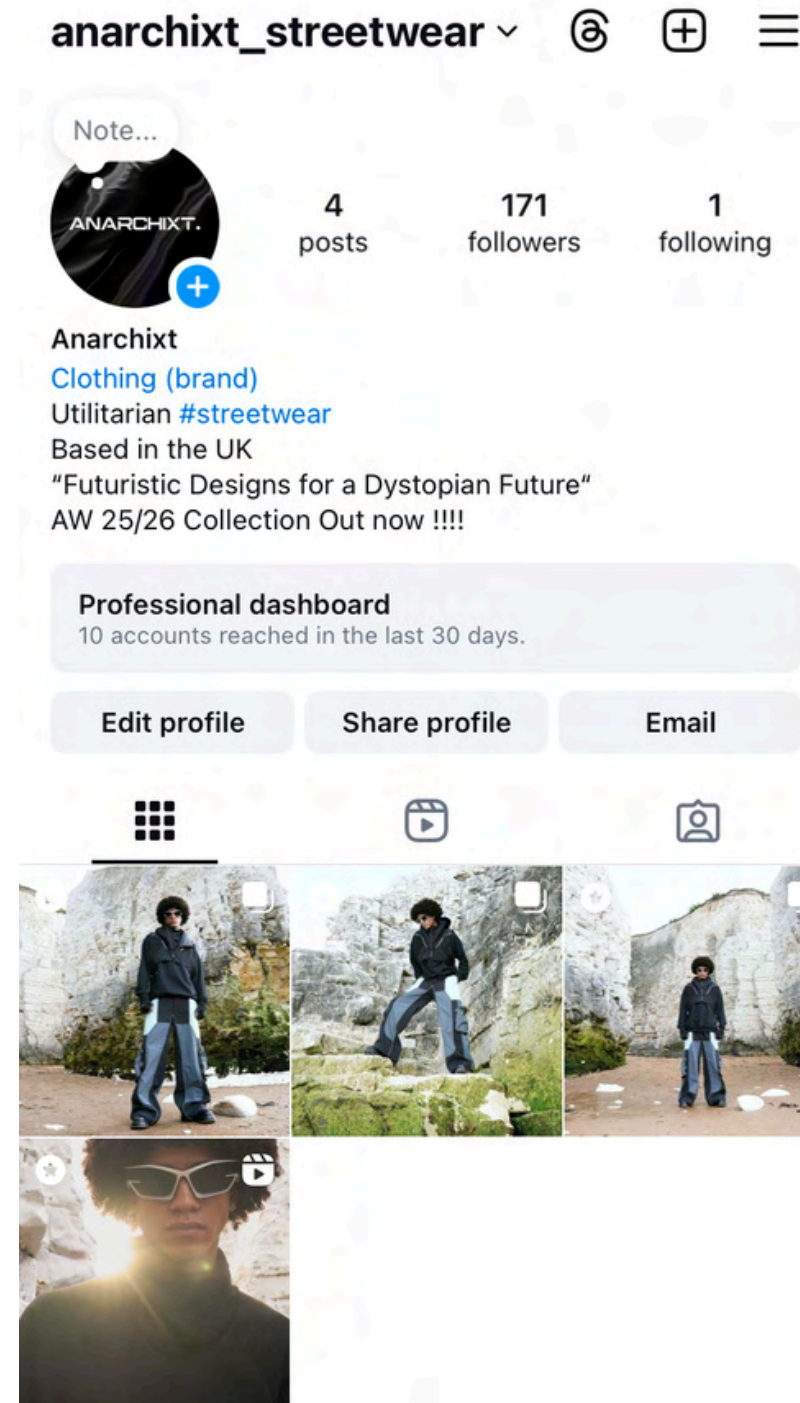 anarchixt_streetwear
Note...
ANARCHIXT.
4 posts
171 followers
1 following
Anarchixt
Clothing (brand)
Utilitarian #streetwear
Based in the UK
“Futuristic Designs for a Dystopian Future“
AW 25/26 Collection Out now !!!!
Professional dashboard
10 accounts reached in the last 30 days.
Edit profile
Share profile
Email